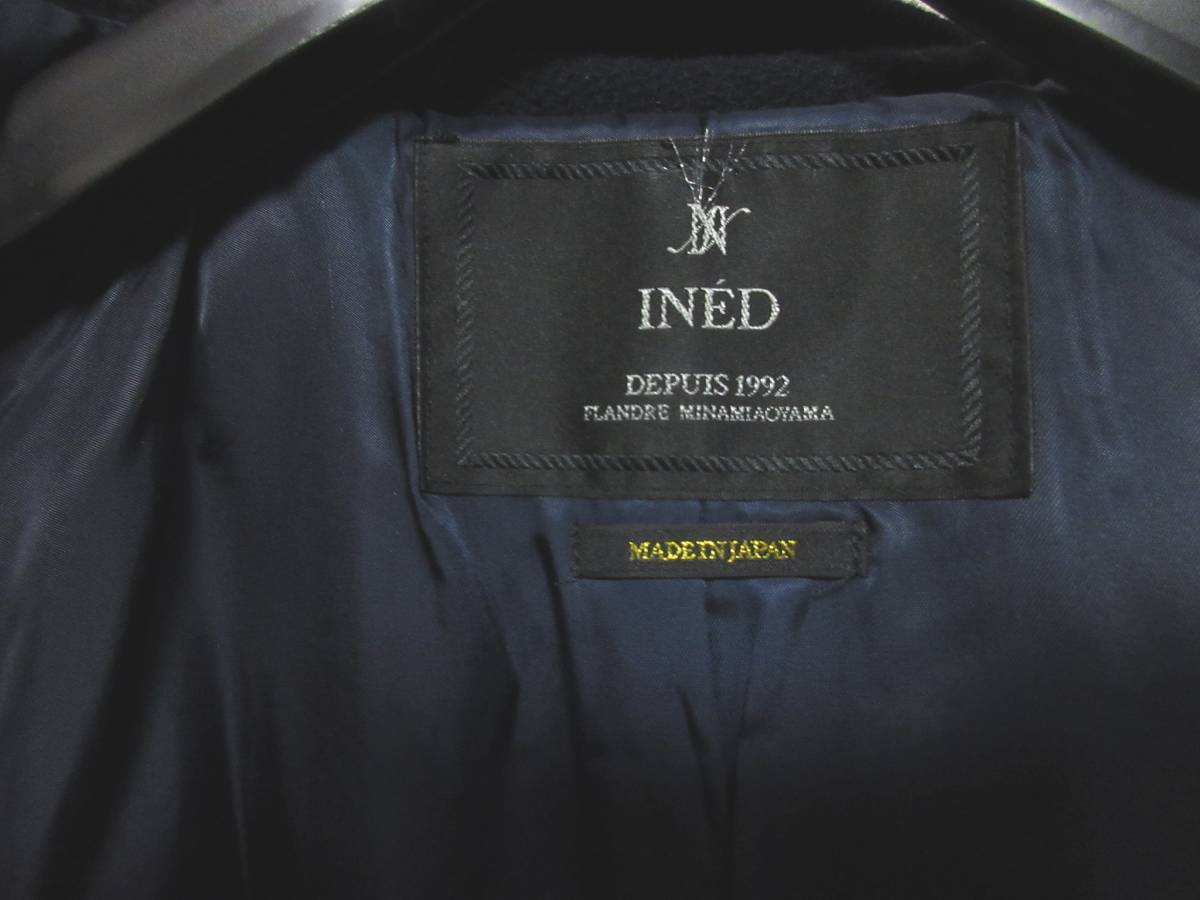 INÉD
DEPUIS 1992
FLANDRE MINAMIAOYAMA
MADE IN JAPAN